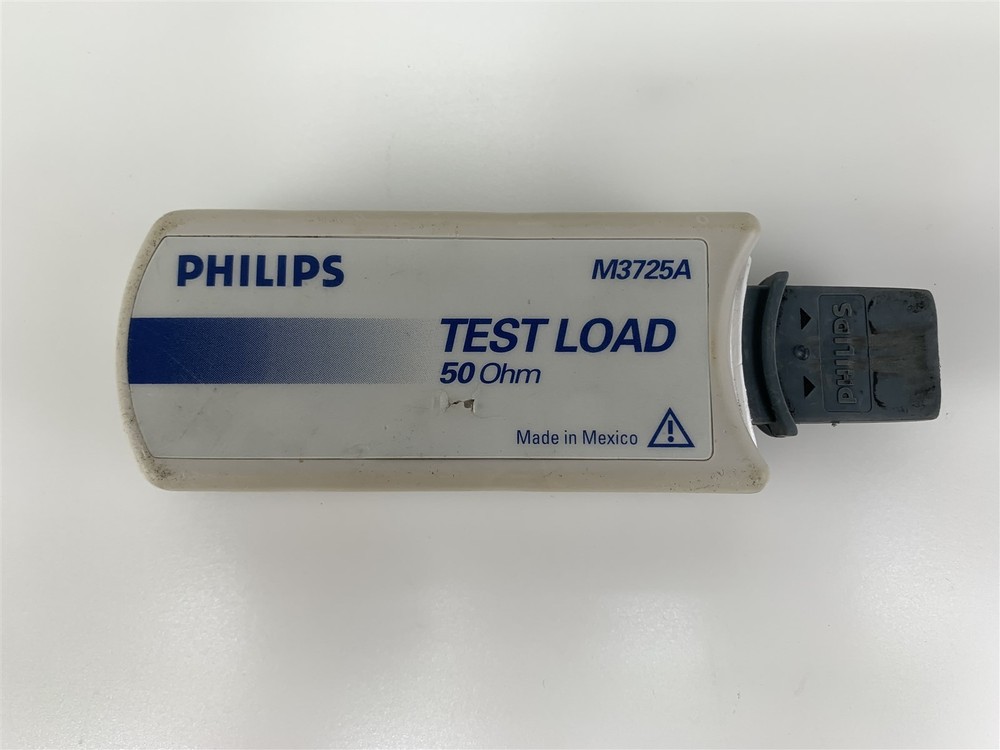 PHILIPS
M3725A
TEST LOAD
50 Ohm
Made in Mexico
PHILIPS